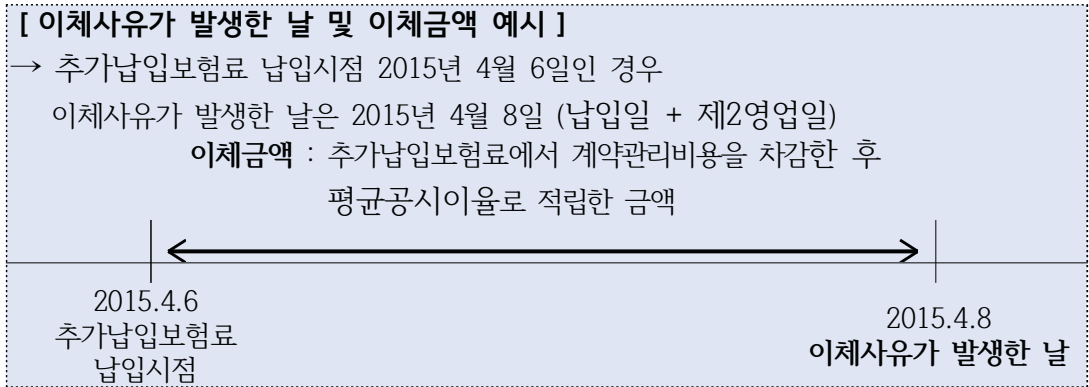 [ 이체사유가 발생한 날 및 이체금액 예시 ]
→ 추가납입보험료 납입시점 2015년 4월 6일인 경우
이체사유가 발생한 날은 2015년 4월 8일 (납입일 + 제2영업일)
이체금액 : 추가납입보험료에서 계약관리비용을 차감한 후
평균공시이율로 적립한 금액
2015.4.6
추가납입보험료
납입시점
2015.4.8
이체사유가 발생한 날